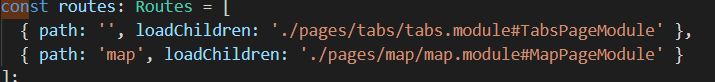 const routes: Routes = [
{ path: '', loadChildren: './pages/tabs/tabs.module#TabsPageModule' },
{ path: 'map', loadChildren: './pages/map/map.module#MapPageModule' }
];